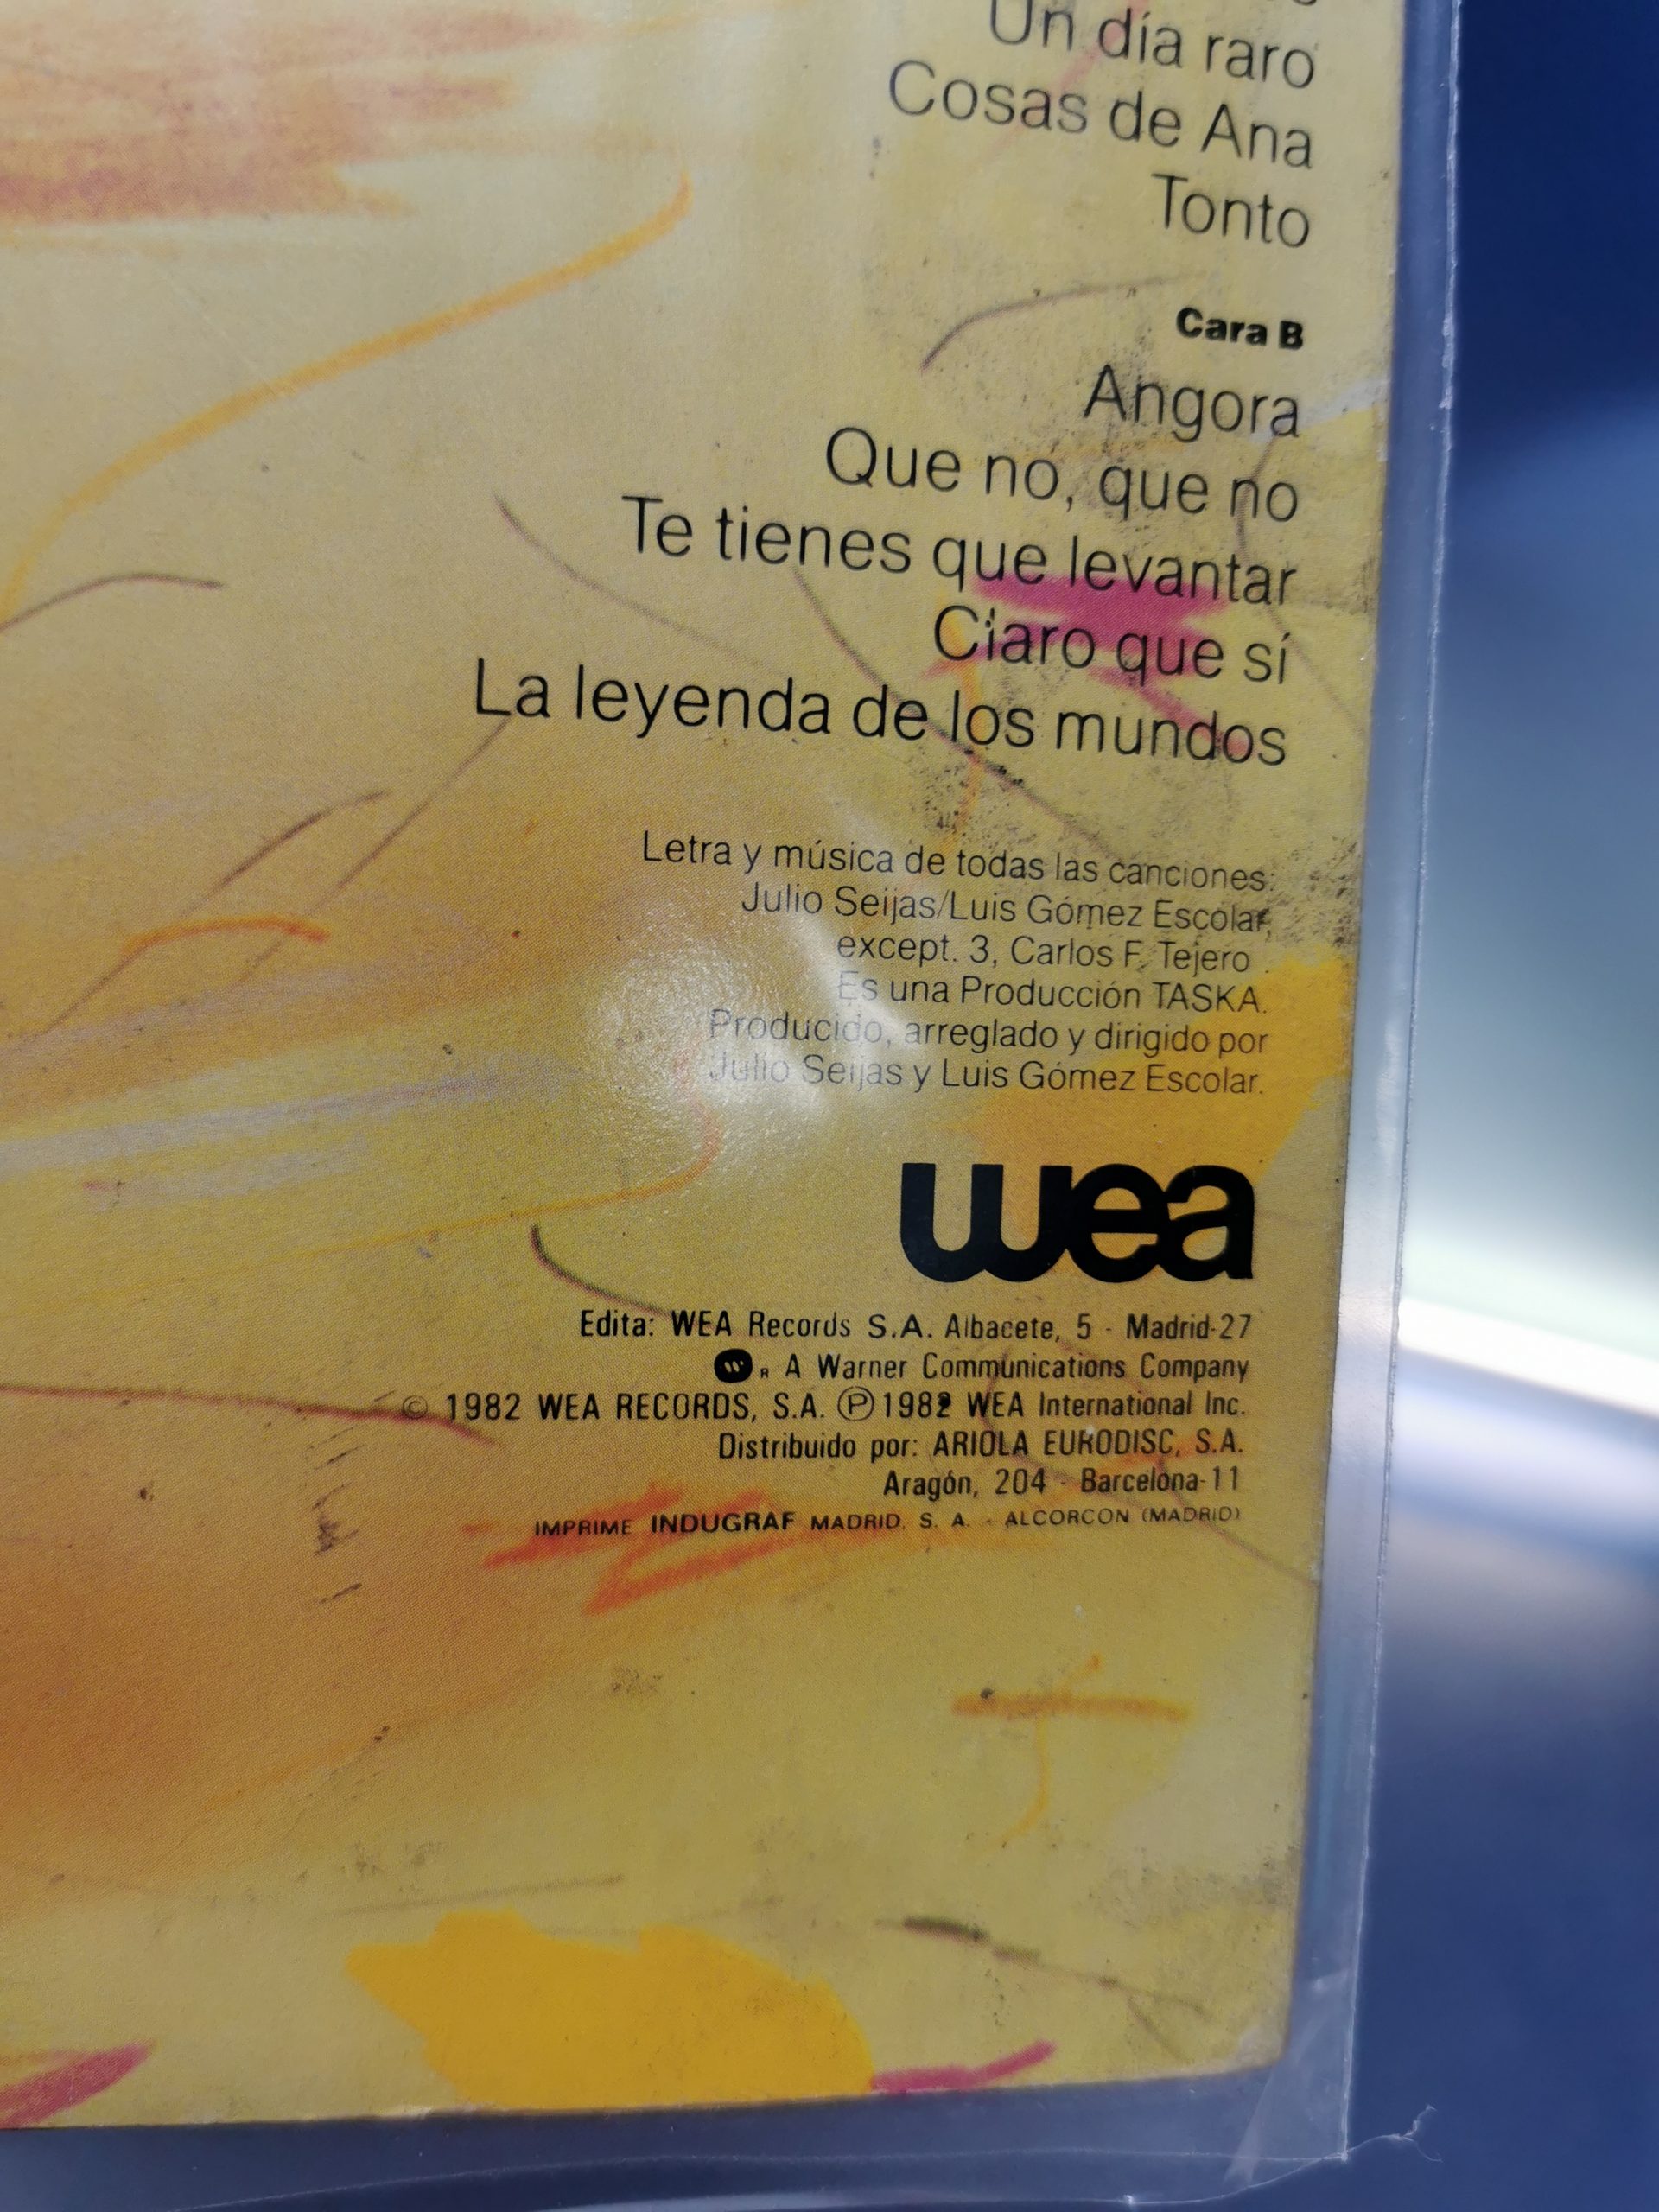 Un día raro
Cosas de Ana
Tonto
Cara B
Angora
Que no, que no
Te tienes que levantar
Claro que sí
La leyenda de los mundos
Letra y música de todas las canciones:
Julio Seijas/Luis Gómez Escolar,
except. 3, Carlos F. Tejero .
Es una Producción TASKA.
Producido, arreglado y dirigido por
Julio Seijas y Luis Gómez Escolar.
wea
Edita: WEA Records S.A. Albacete, 5 - Madrid-27
R A Warner Communications Company
© 1982 WEA RECORDS, S.A. Ⓟ 1982 WEA International Inc.
Distribuido por: ARIOLA EURODISC, S.A.
Aragón, 204 - Barcelona-11
IMPRIME INDUGRAF MADRID, S. A. - ALCORCON (MADRID)